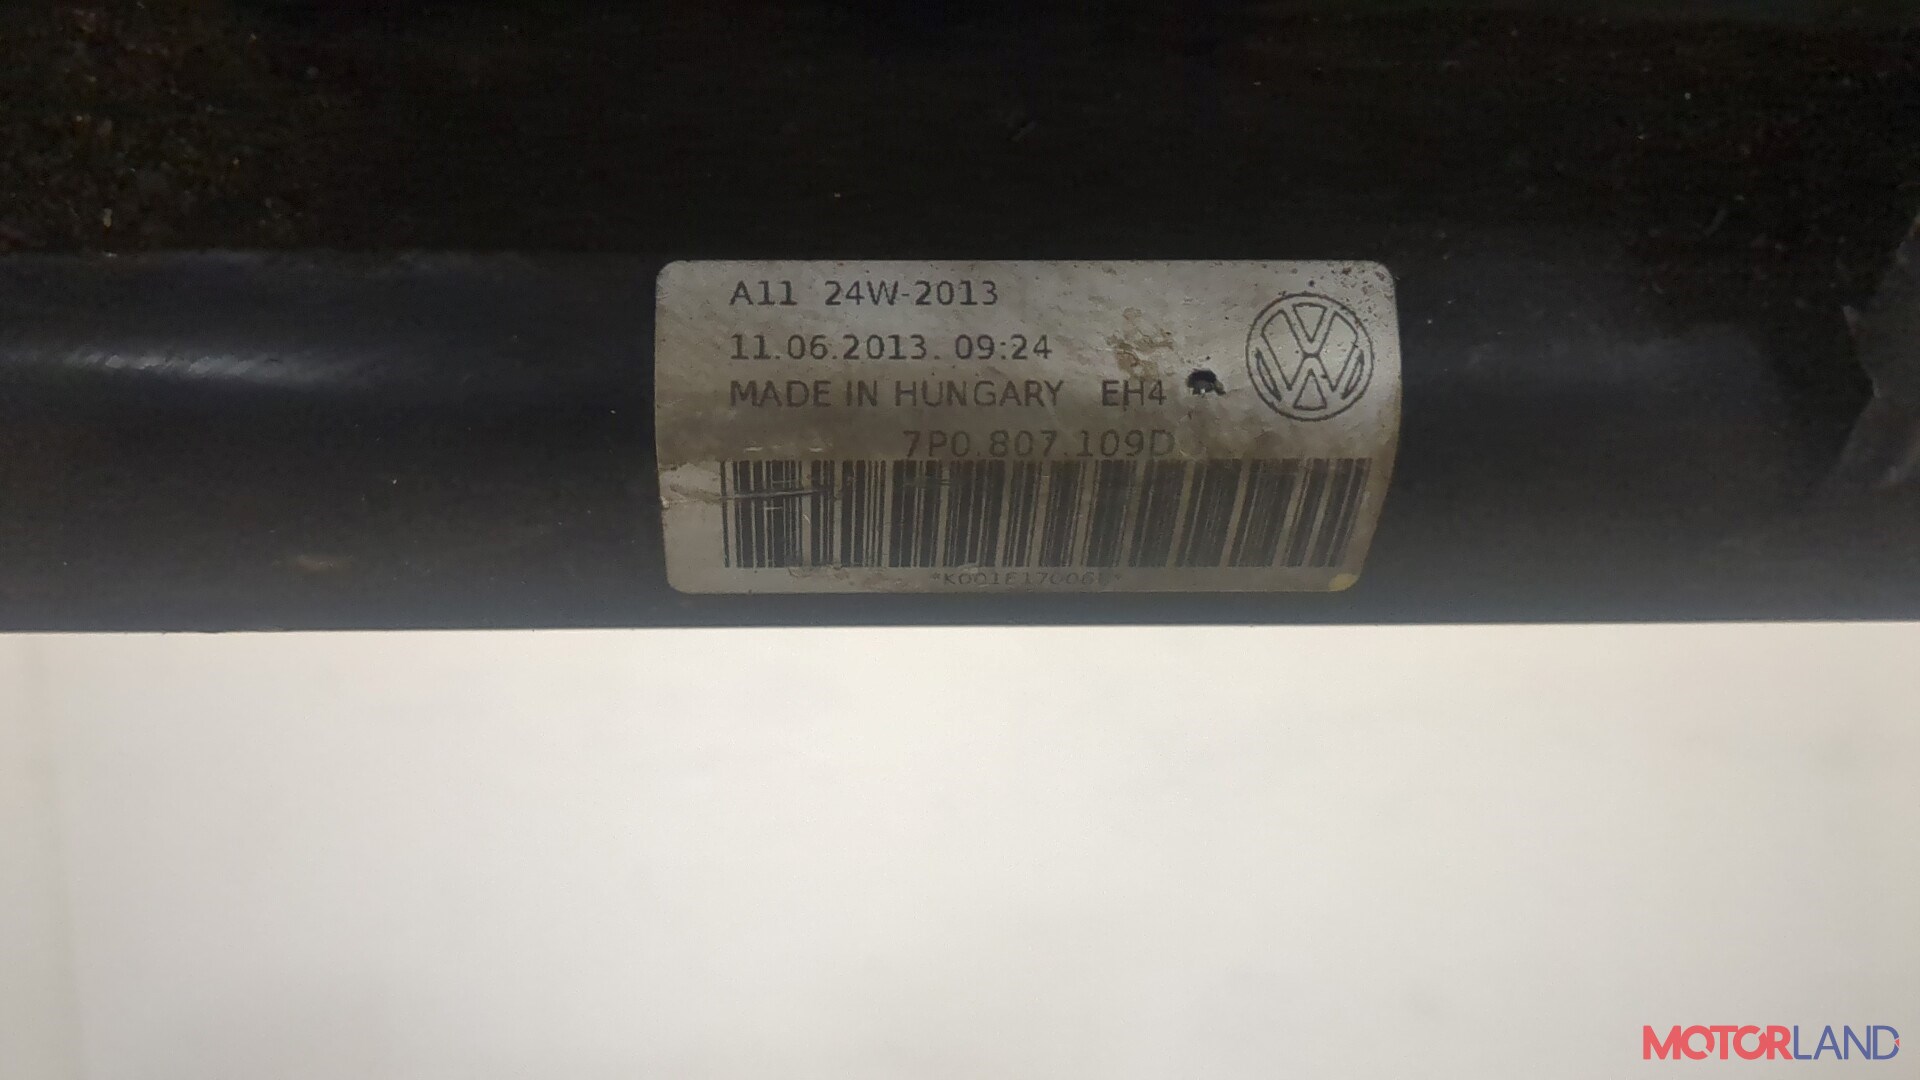 A11 24W-2013
11.06.2013. 09:24
MADE IN HUNGARY EH4
7P0.807.109D
MOTORLAND